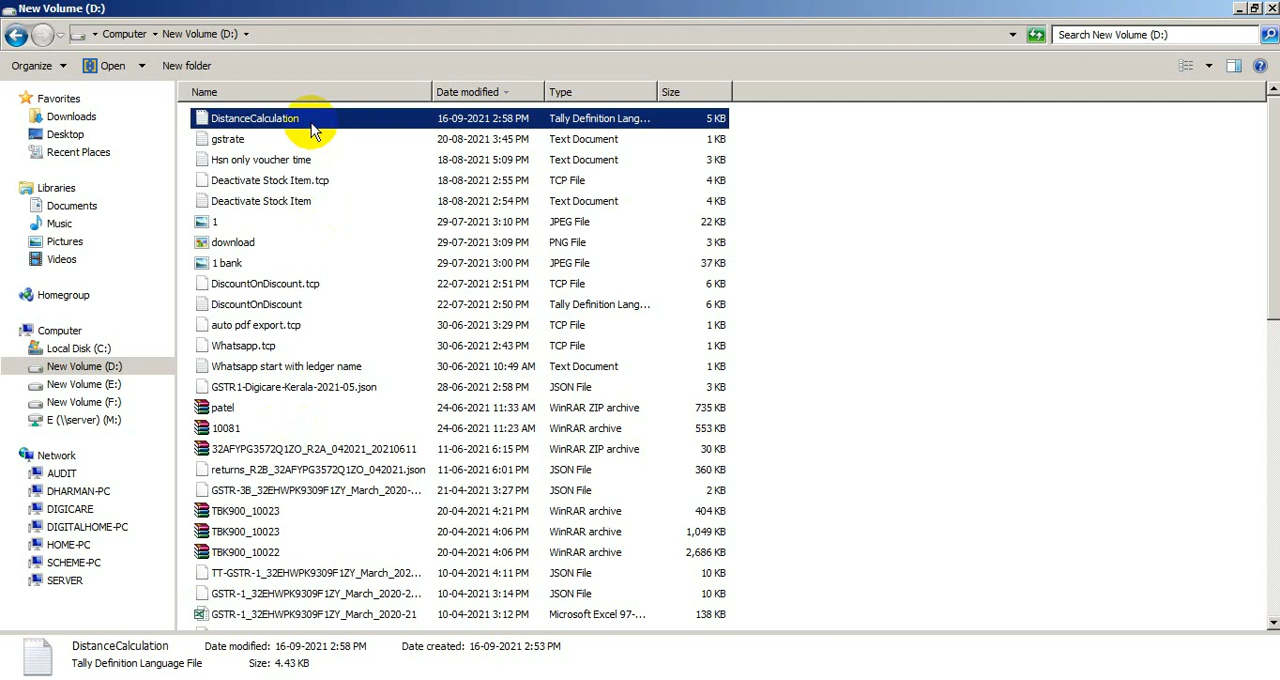 New Volume (D:)
Computer New Volume (D:) Search New Volume (D:)
Organize Open New folder
Name Date modified Type Size
Favorites
Downloads
Desktop
Recent Places
Libraries
Documents
Music
Pictures
Videos
Homegroup
Computer
Local Disk (C:)
New Volume (D:)
New Volume (E:)
New Volume (F:)
E (\\server) (M:)
Network
AUDIT
DHARMAN-PC
DIGICARE
DIGITALHOME-PC
HOME-PC
SCHEME-PC
SERVER
DistanceCalculation 16-09-2021 2:58 PM Tally Definition Lang... 5 KB
gstrate 20-08-2021 3:45 PM Text Document 1 KB
Hsn only voucher time 18-08-2021 5:09 PM Text Document 3 KB
Deactivate Stock Item.tcp 18-08-2021 2:55 PM TCP File 4 KB
Deactivate Stock Item 18-08-2021 2:54 PM Text Document 4 KB
1 29-07-2021 3:10 PM JPEG File 22 KB
download 29-07-2021 3:09 PM PNG File 3 KB
1 bank 29-07-2021 3:00 PM JPEG File 37 KB
DiscountOnDiscount.tcp 22-07-2021 2:51 PM TCP File 6 KB
DiscountOnDiscount 22-07-2021 2:50 PM Tally Definition Lang... 6 KB
auto pdf export.tcp 30-06-2021 3:29 PM TCP File 1 KB
Whatsapp.tcp 30-06-2021 2:43 PM TCP File 1 KB
Whatsapp start with ledger name 30-06-2021 10:49 AM Text Document 1 KB
GSTR1-Digicare-Kerala-2021-05.json 28-06-2021 2:58 PM JSON File 3 KB
patel 24-06-2021 11:33 AM WinRAR ZIP archive 735 KB
10081 24-06-2021 11:23 AM WinRAR ZIP archive 553 KB
32AFYPG3572Q1ZO_R2A_042021_20210611 11-06-2021 6:15 PM WinRAR ZIP archive 30 KB
returns_R2B_32AFYPG3572Q1ZO_042021.json 11-06-2021 6:01 PM JSON File 360 KB
GSTR-3B_32EHWPK9309F1ZY_March_2020-... 21-04-2021 3:27 PM JSON File 2 KB
TBK900_10023 20-04-2021 4:21 PM WinRAR archive 404 KB
TBK900_10023 20-04-2021 4:06 PM WinRAR archive 1,049 KB
TBK900_10022 20-04-2021 4:06 PM WinRAR archive 2,686 KB
TT-GSTR-1_32EHWPK9309F1ZY_March_202... 10-04-2021 4:11 PM JSON File 10 KB
GSTR-1_32EHWPK9309F1ZY_March_2020-2... 10-04-2021 3:14 PM JSON File 10 KB
GSTR-1_32EHWPK9309F1ZY_March_2020-21 10-04-2021 3:12 PM Microsoft Excel 97-... 138 KB
DistanceCalculation Date modified: 16-09-2021 2:58 PM Date created: 16-09-2021 2:53 PM
Tally Definition Language File Size: 4.43 KB